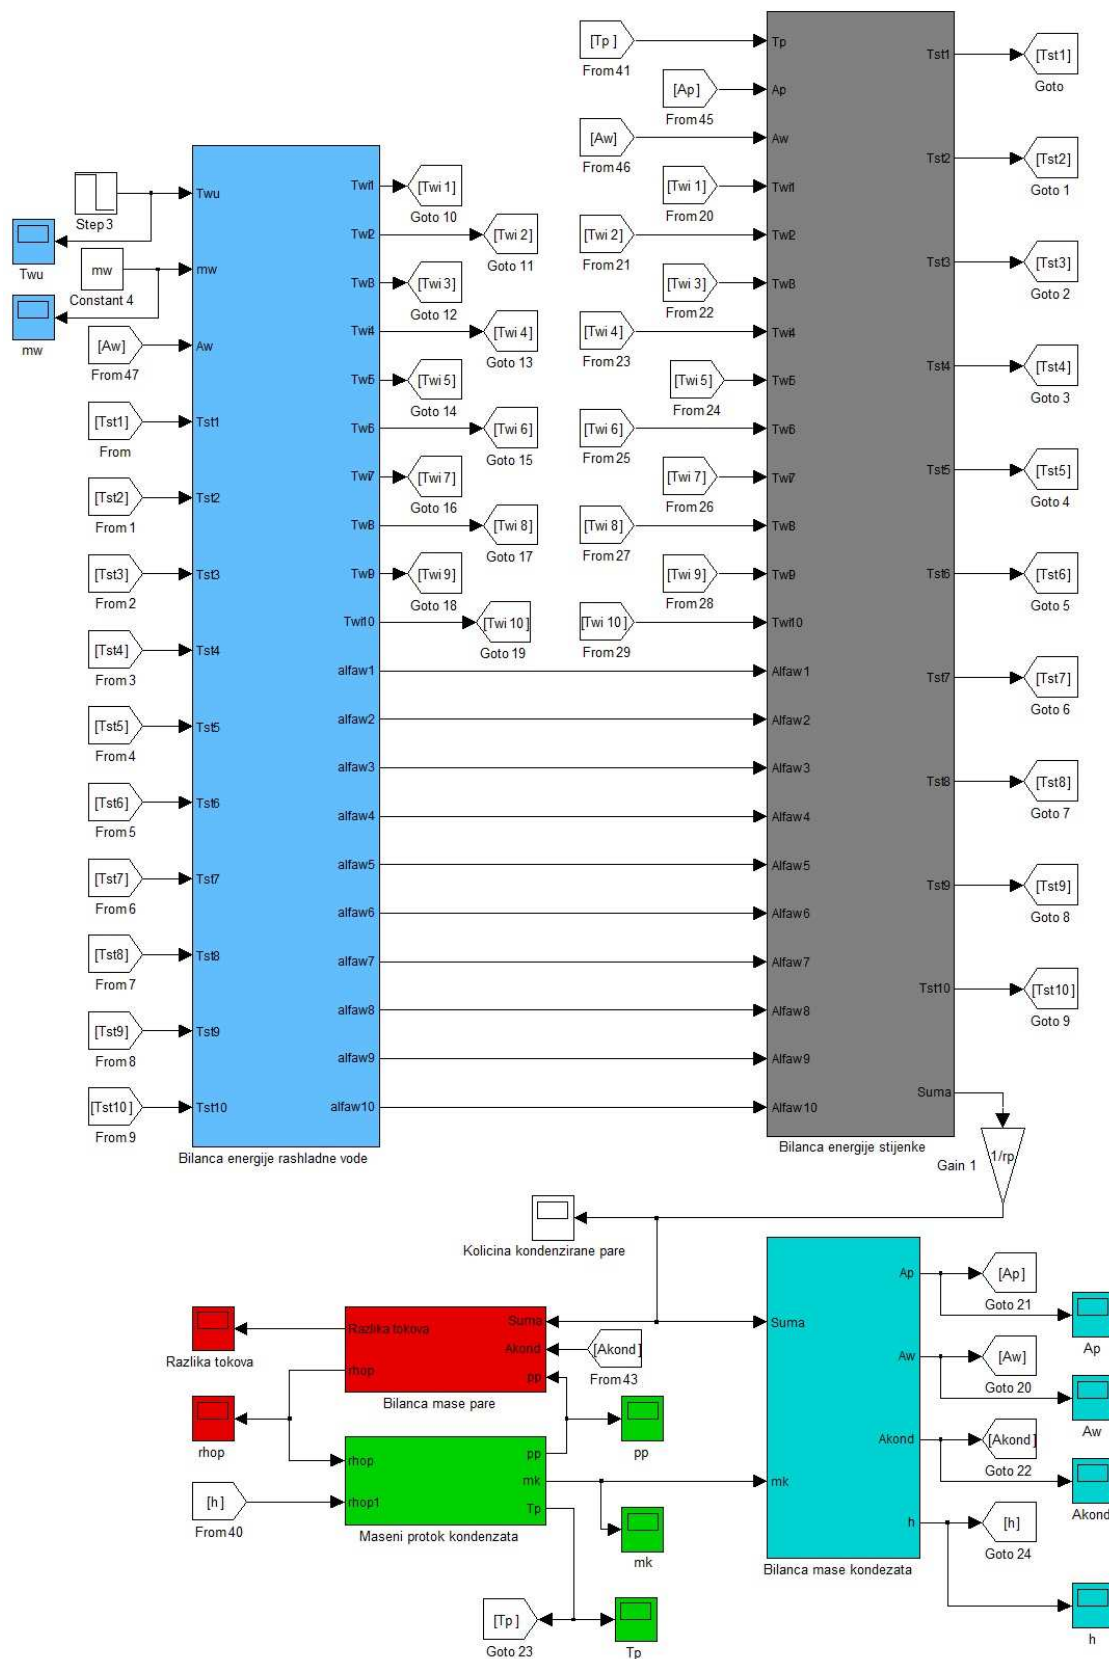 [Tp ]
From 41
Tp
Tst1
[Tst1]
Goto
[Ap]
From 45
Ap
[Aw]
From 46
Aw
Tst2
[Tst2]
Goto 1
Step 3
Twu
Twi1
[Twi 1]
Goto 10
[Twi 1]
From 20
Twi1
Twu
Twi2
[Twi 2]
Goto 11
[Twi 2]
From 21
Twi2
Tst3
[Tst3]
Goto 2
mw
Constant 4
mw
Twi3
[Twi 3]
Goto 12
[Twi 3]
From 22
Twi3
mw
Twi4
[Twi 4]
Goto 13
[Twi 4]
From 23
Twi4
[Aw]
From 47
Aw
Tst4
[Tst4]
Goto 3
Twi5
[Twi 5]
Goto 14
[Twi 5]
From 24
Twi5
[Tst1]
From
Tst1
Twi6
[Twi 6]
Goto 15
[Twi 6]
From 25
Twi6
Twi7
[Twi 7]
Goto 16
[Twi 7]
From 26
Twi7
Tst5
[Tst5]
Goto 4
[Tst2]
From 1
Tst2
Twi8
[Twi 8]
Goto 17
[Twi 8]
From 27
Twi8
[Tst3]
From 2
Tst3
Twi9
[Twi 9]
Goto 18
[Twi 9]
From 28
Twi9
Tst6
[Tst6]
Goto 5
Twi10
[Twi 10]
Goto 19
[Twi 10 ]
From 29
Twi10
[Tst4]
From 3
Tst4
alfaw1
Alfaw1
Tst7
[Tst7]
Goto 6
[Tst5]
From 4
Tst5
alfaw2
Alfaw2
alfaw3
Alfaw3
Tst8
[Tst8]
Goto 7
[Tst6]
From 5
Tst6
alfaw4
Alfaw4
[Tst7]
From 6
Tst7
alfaw5
Alfaw5
Tst9
[Tst9]
Goto 8
alfaw6
Alfaw6
[Tst8]
From 7
Tst8
alfaw7
Alfaw7
Tst10
[Tst10]
Goto 9
[Tst9]
From 8
Tst9
alfaw8
Alfaw8
alfaw9
Alfaw9
Suma
[Tst10]
From 9
Tst10
alfaw10
Alfaw10
Bilanca energije rashladne vode
Bilanca energije stijenke
1/rp
Gain 1
Kolicina kondenzirane pare
Ap
[Ap]
Goto 21
Ap
Razlika tokova
Razlika tokova
Suma
Suma
Akond
[Akond]
From 43
Aw
[Aw]
Goto 20
Aw
rhop
pp
Bilanca mase pare
rhop
pp
Akond
[Akond]
Goto 22
Akond
rhop
pp
mk
mk
[h]
From 40
rhop1
Tp
Maseni protok kondenzata
mk
h
[h]
Goto 24
h
Bilanca mase kondezata
[Tp ]
Goto 23
Tp